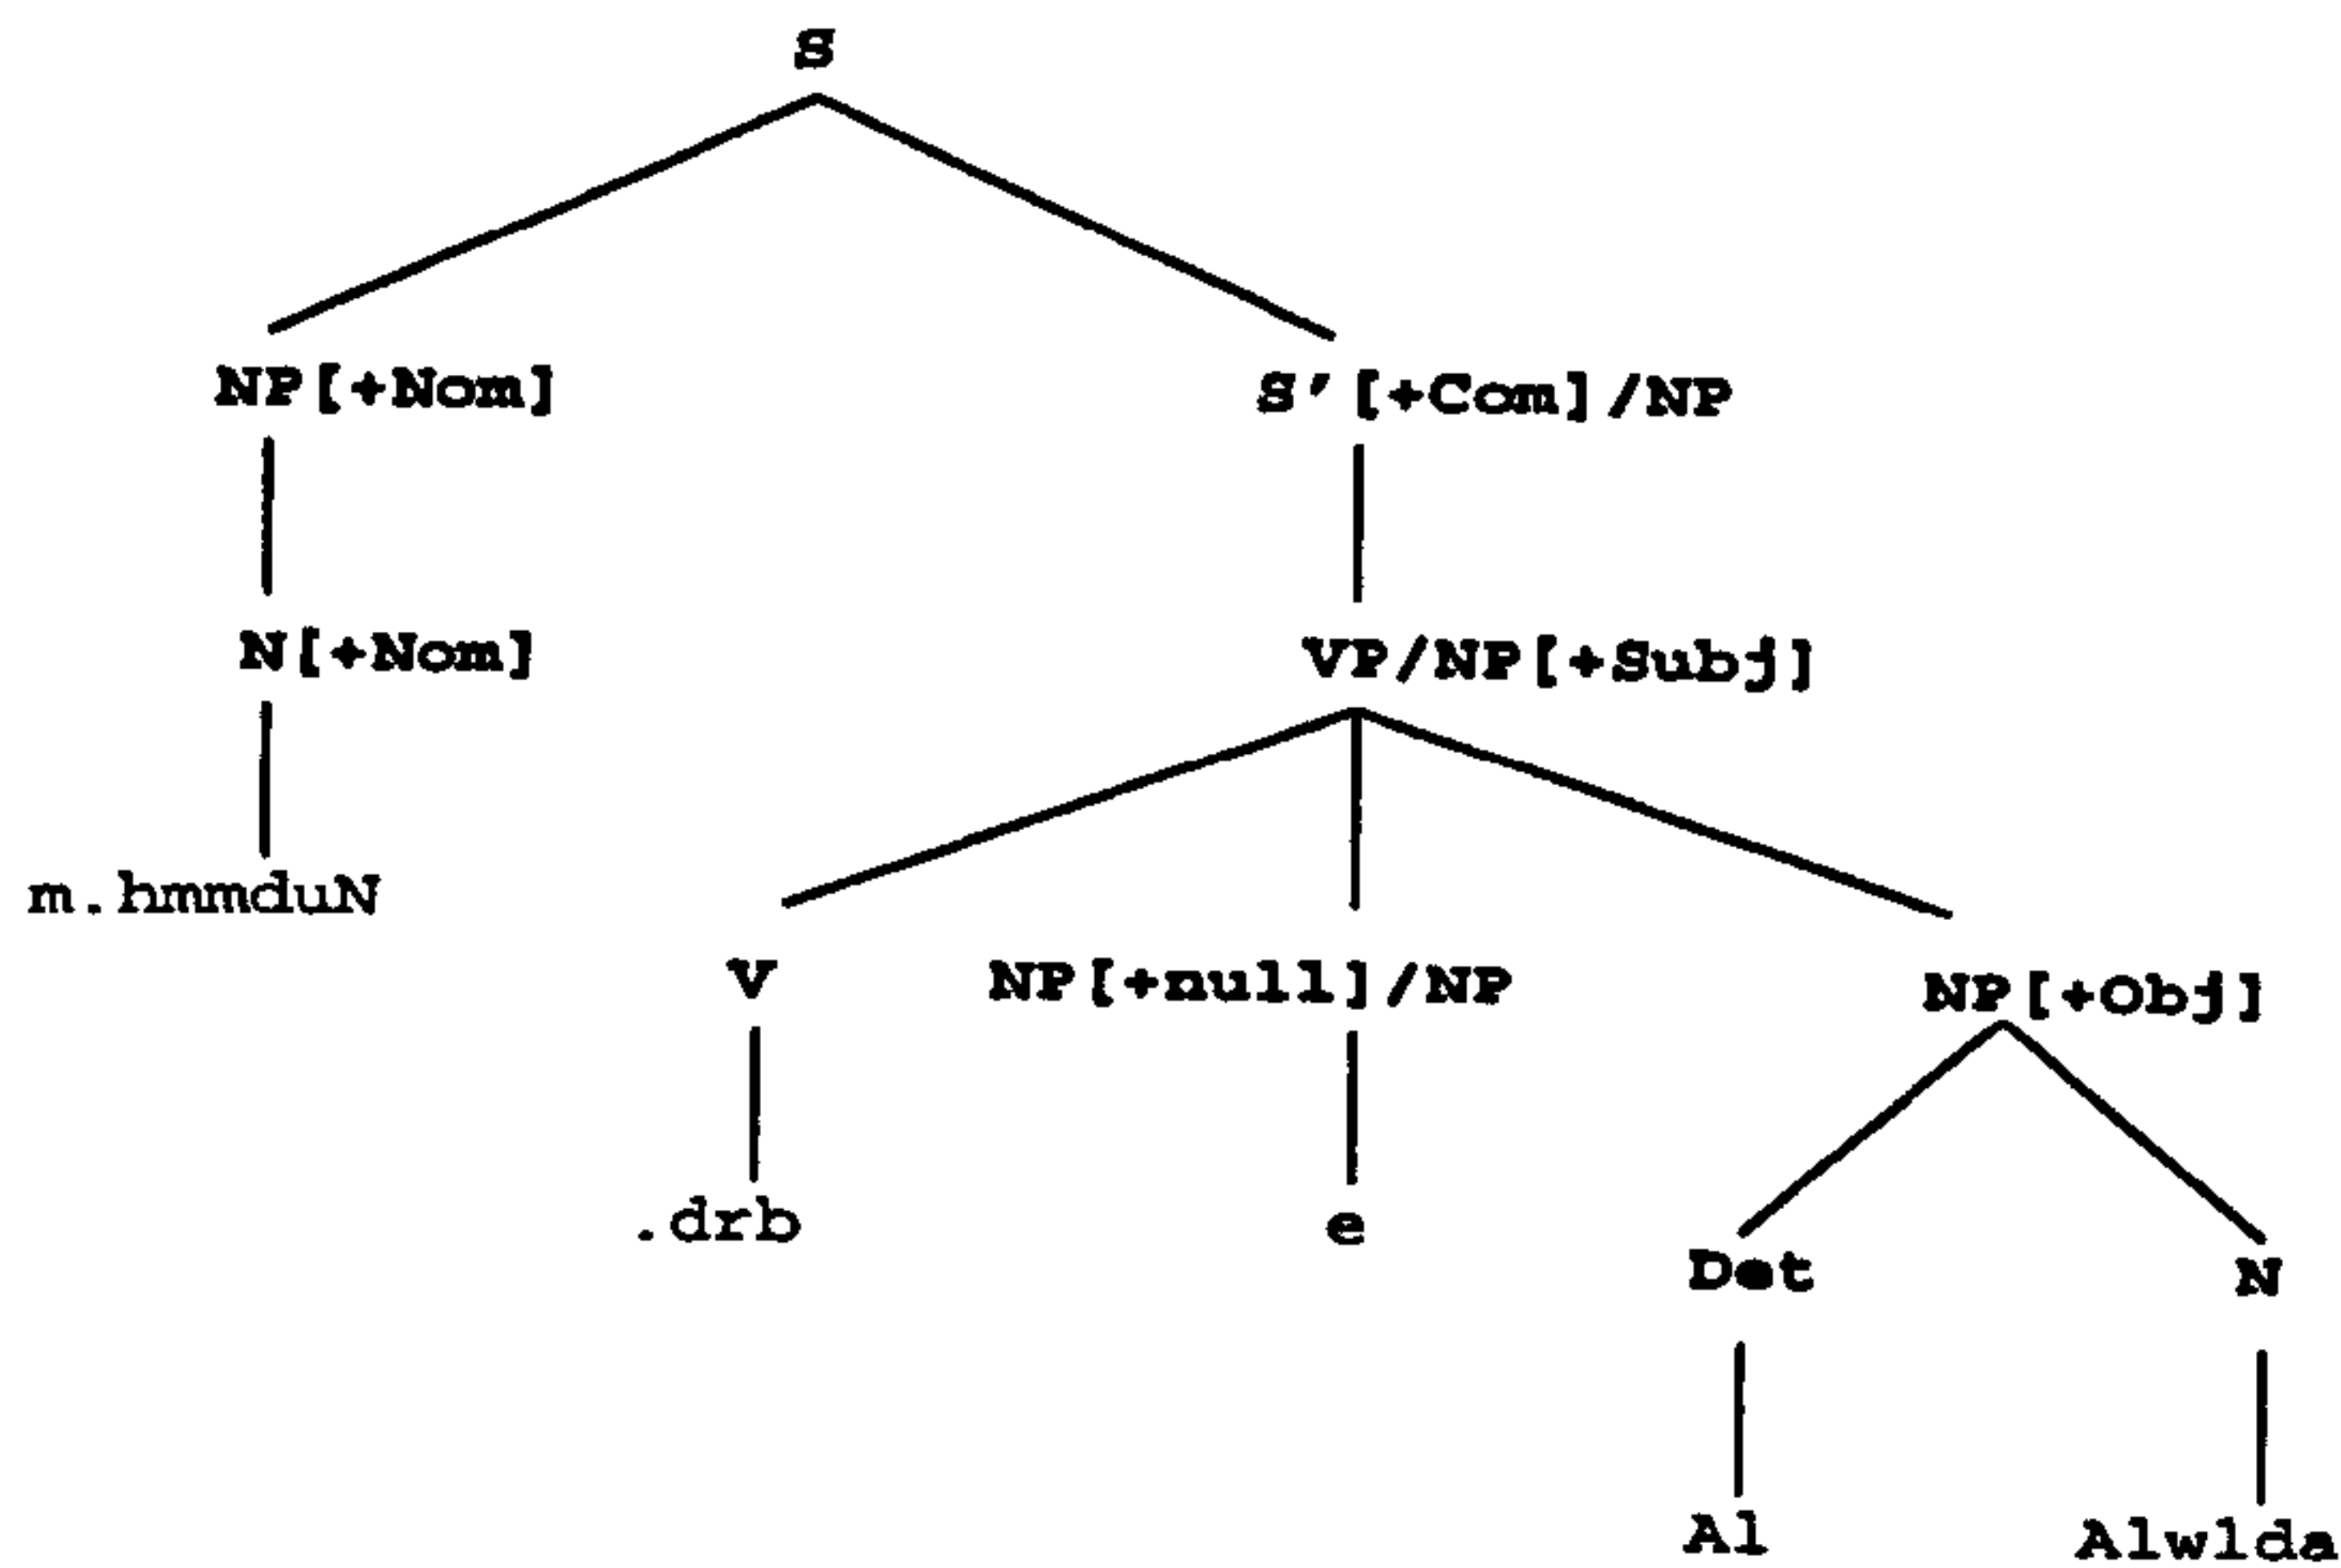 S
NP[+Nom] S'[+Com]/NP
N[+Nom] VP/NP[+Subj]
m.hmmduN
V NP[+null]/NP NP[+Obj]
.drb e
Det N
Al Alwlda